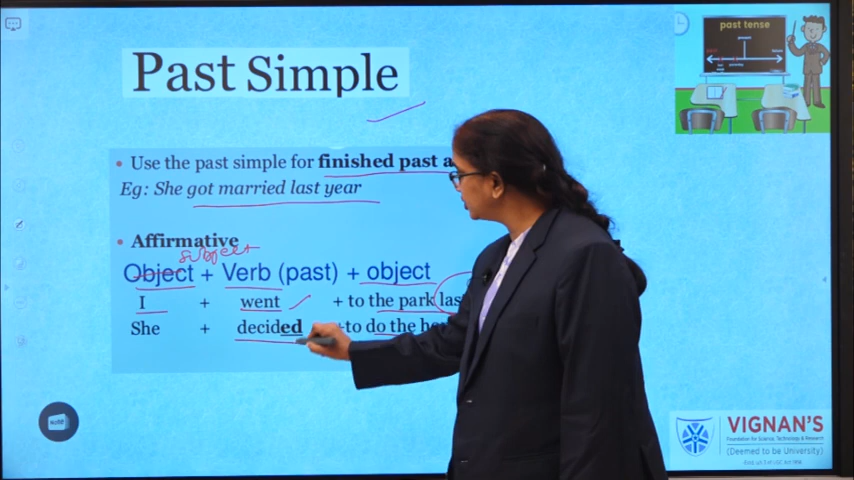 past tense
Past Simple
• Use the past simple for finished past a
Eg: She got married last year
• Affirmative
subject
Object + Verb (past) + object
I + went + to the park las
She + decided +to do the ho
VIGNAN'S
Foundation for Science, Technology & Research
(Deemed to be University)